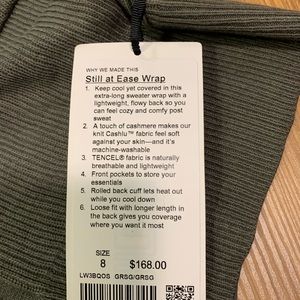 WHY WE MADE THIS
Still at Ease Wrap
1. Keep cool yet covered in this
extra-long sweater wrap with a
lightweight, flowy back so you
can feel cozy and comfy post
sweat
2. A touch of cashmere makes our
knit Cashlu™ fabric feel soft
against your skin—and it's
machine-washable
3. TENCEL® fabric is naturally
breathable and lightweight
4. Front pockets to store your
essentials
5. Rolled back cuff lets heat out
while you cool down
6. Loose fit with longer length in
the back gives you coverage
where you want it most
SIZE
8 $168.00
LW3BQOS GRSG/GRSG